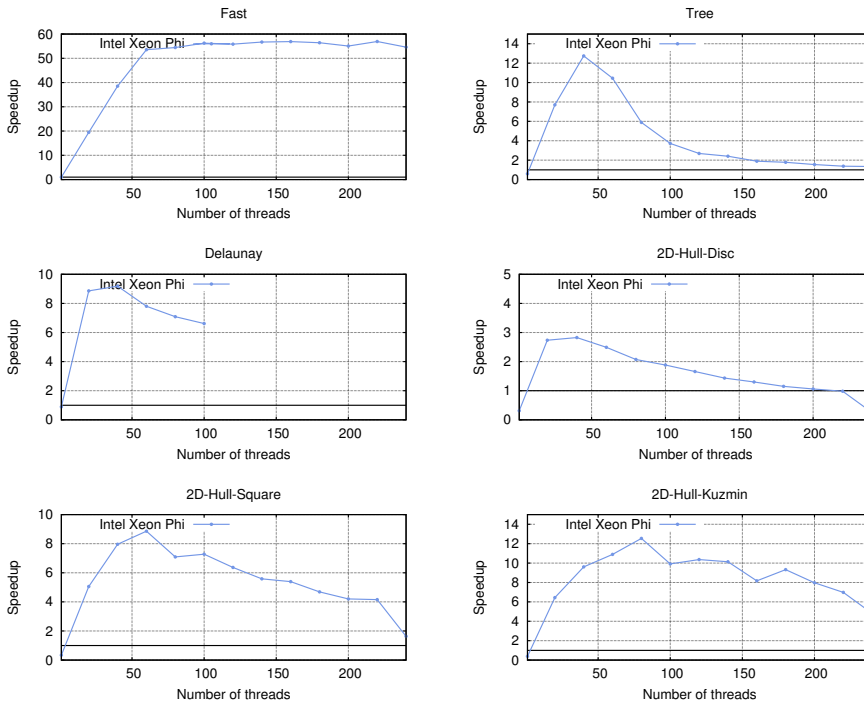 Fast
Intel Xeon Phi
60
50
40
30
20
10
0
Speedup
50 100 150 200
Number of threads
Tree
Intel Xeon Phi
14
12
10
8
6
4
2
0
Speedup
50 100 150 200
Number of threads
Delaunay
Intel Xeon Phi
10
8
6
4
2
0
Speedup
50 100 150 200
Number of threads
2D-Hull-Disc
Intel Xeon Phi
5
4
3
2
1
0
Speedup
50 100 150 200
Number of threads
2D-Hull-Square
Intel Xeon Phi
10
8
6
4
2
0
Speedup
50 100 150 200
Number of threads
2D-Hull-Kuzmin
Intel Xeon Phi
14
12
10
8
6
4
2
0
Speedup
50 100 150 200
Number of threads